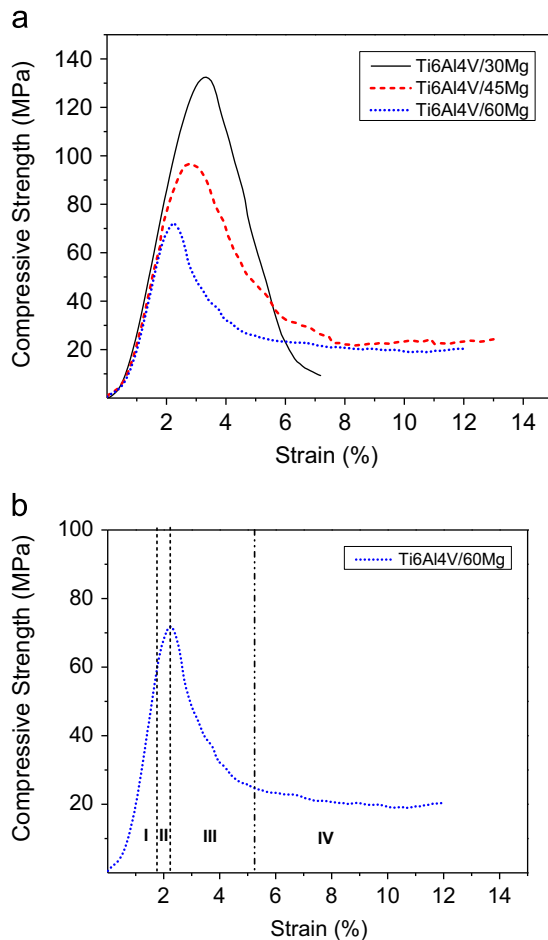 a
Compressive Strength (MPa)
140
120
100
80
60
40
20
Ti6Al4V/30Mg
Ti6Al4V/45Mg
Ti6Al4V/60Mg
2 4 6 8 10 12 14
Strain (%)
b
Compressive Strength (MPa)
100
80
60
40
20
Ti6Al4V/60Mg
I II III IV
2 4 6 8 10 12
Strain (%)